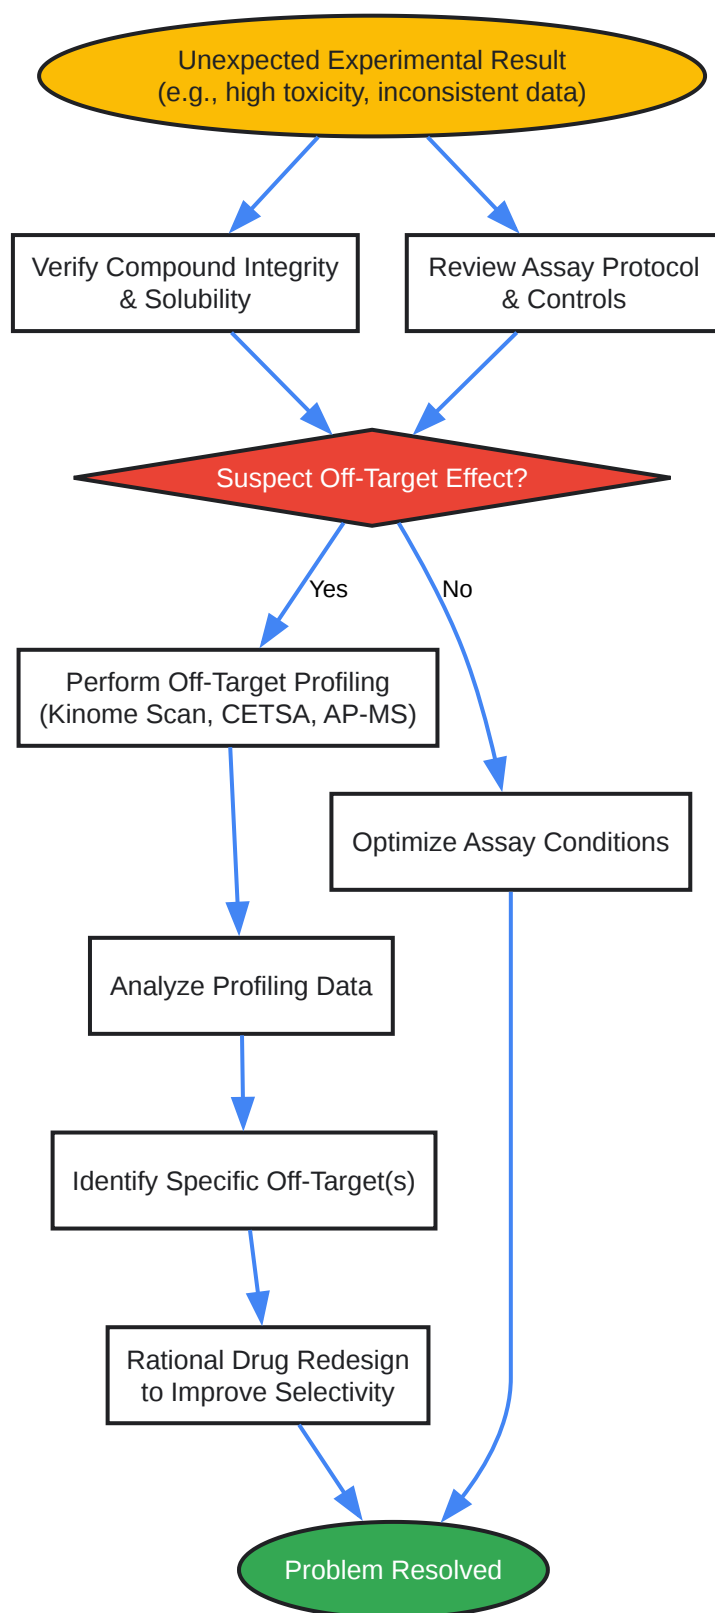 Unexpected Experimental Result
(e.g., high toxicity, inconsistent data)
Verify Compound Integrity
& Solubility
Review Assay Protocol
& Controls
Suspect Off-Target Effect?
Yes
No
Perform Off-Target Profiling
(Kinome Scan, CETSA, AP-MS)
Optimize Assay Conditions
Analyze Profiling Data
Identify Specific Off-Target(s)
Rational Drug Redesign
to Improve Selectivity
Problem Resolved